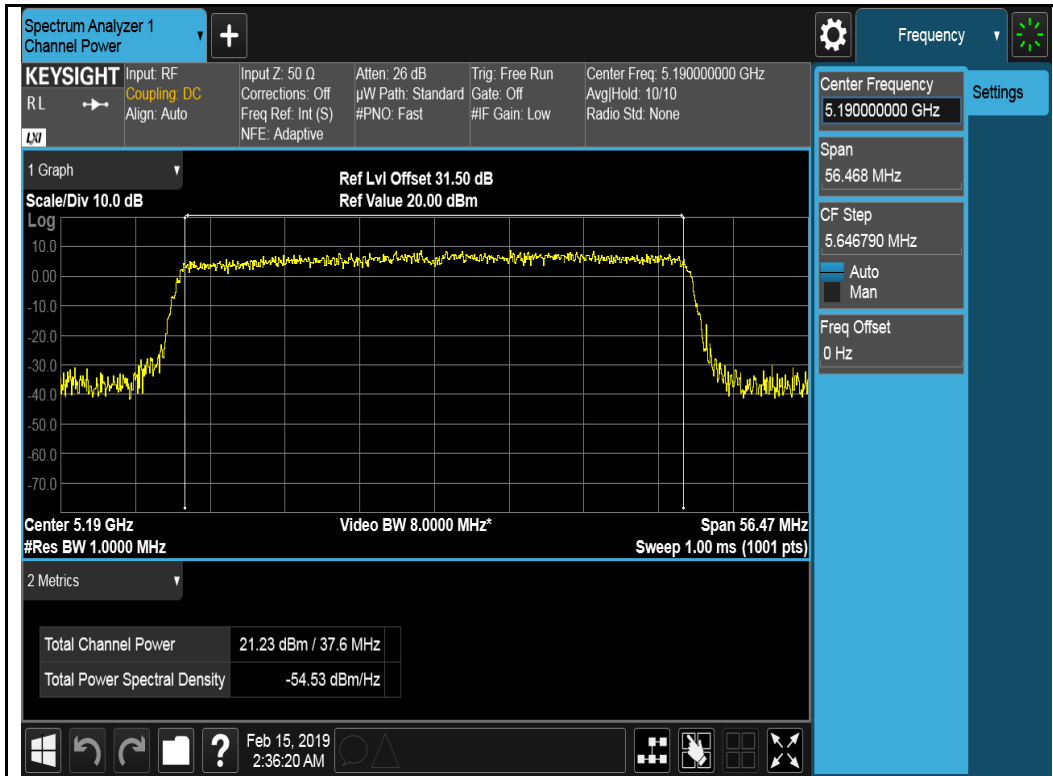 Spectrum Analyzer 1
Channel Power
+
Frequency
KEYSIGHT
RL
LXI
Input: RF
Coupling: DC
Align: Auto
Input Z: 50 Ω
Corrections: Off
Freq Ref: Int (S)
NFE: Adaptive
Atten: 26 dB
µW Path: Standard
#PNO: Fast
Trig: Free Run
Gate: Off
#IF Gain: Low
Center Freq: 5.190000000 GHz
Avg|Hold: 10/10
Radio Std: None
Center Frequency
5.190000000 GHz
Settings
Span
56.468 MHz
CF Step
5.646790 MHz
Auto
Man
Freq Offset
0 Hz
1 Graph
Ref Lvl Offset 31.50 dB
Scale/Div 10.0 dB
Ref Value 20.00 dBm
Log
10.0
0.00
-10.0
-20.0
-30.0
-40.0
-50.0
-60.0
-70.0
Center 5.19 GHz
Video BW 8.0000 MHz*
Span 56.47 MHz
#Res BW 1.0000 MHz
Sweep 1.00 ms (1001 pts)
2 Metrics
Total Channel Power 21.23 dBm / 37.6 MHz
Total Power Spectral Density -54.53 dBm/Hz
?
Feb 15, 2019
2:36:20 AM